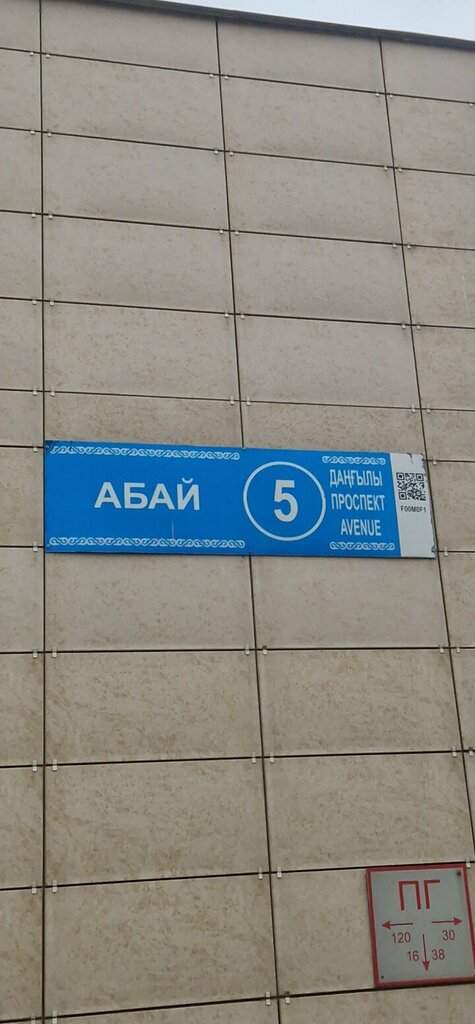 АБАЙ
5
ДАҢҒЫЛЫ
ПРОСПЕКТ
AVENUE
F00M0F1
ПГ
120 30
16 38